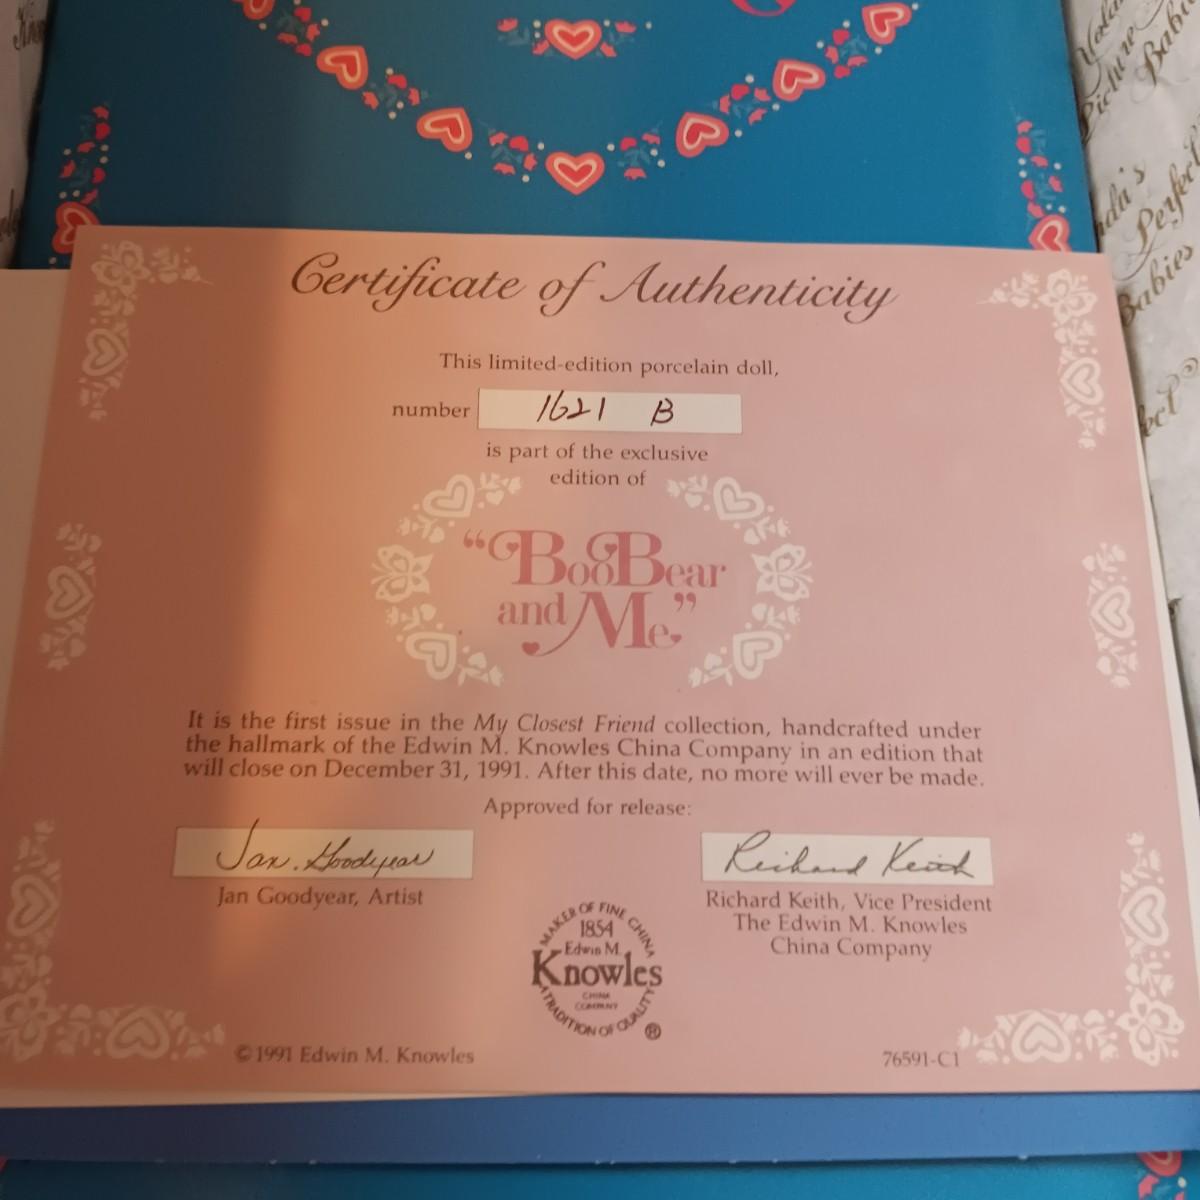 Certificate of Authenticity
This limited-edition porcelain doll,
number 1621 B
is part of the exclusive
edition of
“BooBear
and Me”
It is the first issue in the My Closest Friend collection, handcrafted under
the hallmark of the Edwin M. Knowles China Company in an edition that
will close on December 31, 1991. After this date, no more will ever be made.
Approved for release:
Jan Goodyear
Jan Goodyear, Artist
Richard Keith
Richard Keith, Vice President
The Edwin M. Knowles
China Company
MAKER OF FINE CHINA
1854
Edwin M.
Knowles
CHINA
COMPANY
TRADITION OF QUALITY
®
©1991 Edwin M. Knowles
76591-C1
Picture
Perfect
Babies